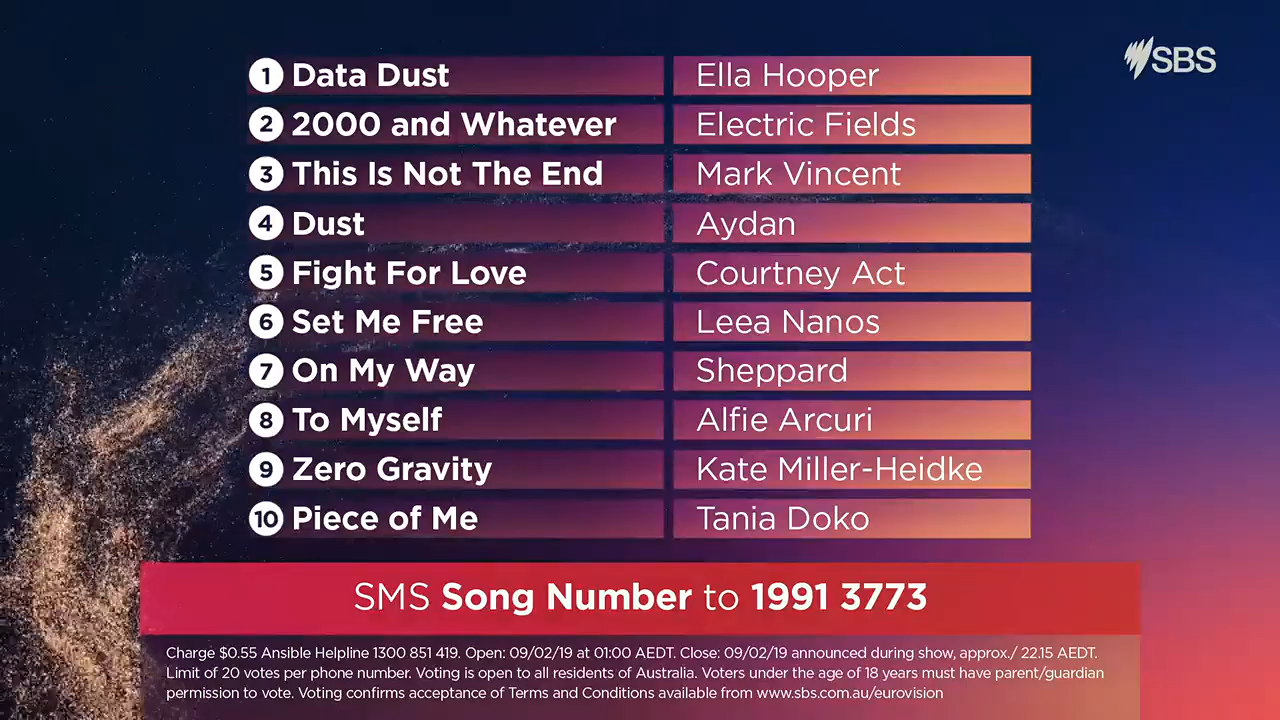 SBS
1 Data Dust Ella Hooper
2 2000 and Whatever Electric Fields
3 This Is Not The End Mark Vincent
4 Dust Aydan
5 Fight For Love Courtney Act
6 Set Me Free Leea Nanos
7 On My Way Sheppard
8 To Myself Alfie Arcuri
9 Zero Gravity Kate Miller-Heidke
10 Piece of Me Tania Doko
SMS Song Number to 1991 3773
Charge $0.55 Ansible Helpline 1300 851 419. Open: 09/02/19 at 01:00 AEDT. Close: 09/02/19 announced during show, approx./ 22.15 AEDT.
Limit of 20 votes per phone number. Voting is open to all residents of Australia. Voters under the age of 18 years must have parent/guardian
permission to vote. Voting confirms acceptance of Terms and Conditions available from www.sbs.com.au/eurovision